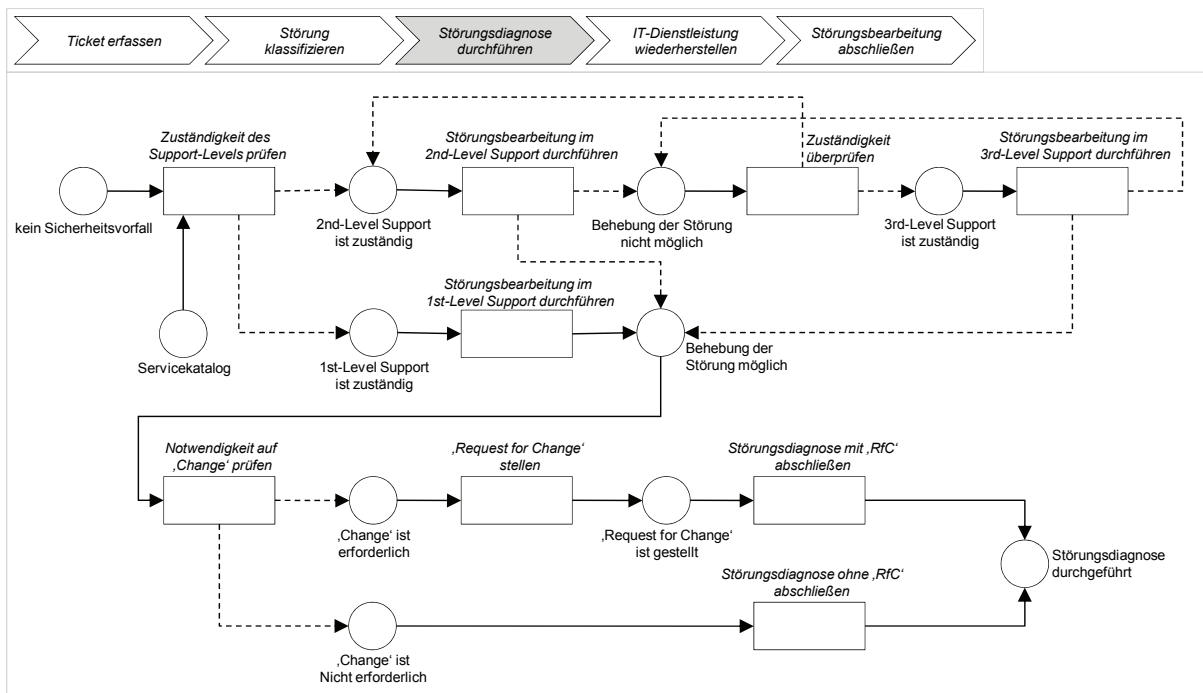 Ticket erfassen
Störung
klassifizieren
Störungsdiagnose
durchführen
IT-Dienstleistung
wiederherstellen
Störungsbearbeitung
abschließen
Zuständigkeit des
Support-Levels prüfen
Störungsbearbeitung im
2nd-Level Support durchführen
Zuständigkeit
überprüfen
Störungsbearbeitung im
3rd-Level Support durchführen
kein Sicherheitsvorfall
2nd-Level Support
ist zuständig
Behebung der Störung
nicht möglich
3rd-Level Support
ist zuständig
Störungsbearbeitung im
1st-Level Support durchführen
Servicekatalog
1st-Level Support
ist zuständig
Behebung der
Störung möglich
Notwendigkeit auf
‚Change‘ prüfen
‚Request for Change‘
stellen
Störungsdiagnose mit ‚RfC‘
abschließen
‚Change‘ ist
erforderlich
‚Request for Change‘
ist gestellt
Störungsdiagnose
durchgeführt
Störungsdiagnose ohne ‚RfC‘
abschließen
‚Change‘ ist
Nicht erforderlich